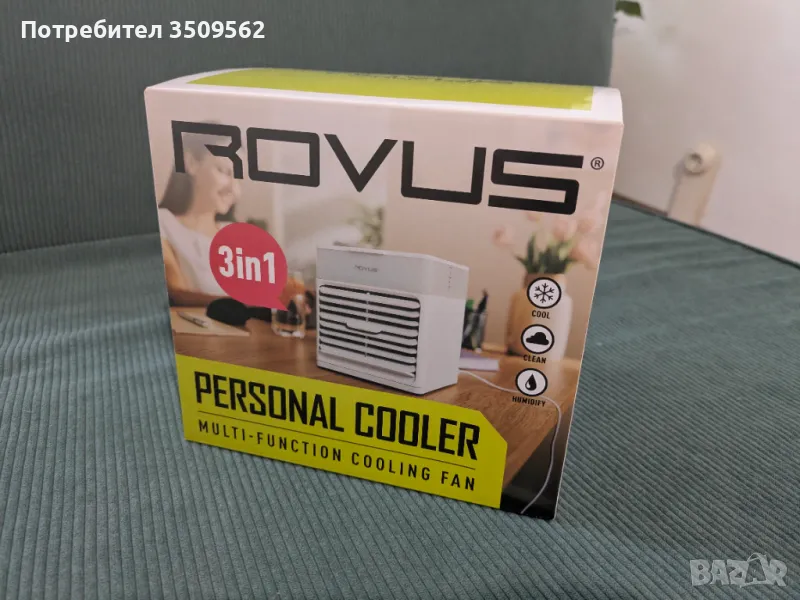 Потребител 3509562
ROVUS®
3in1
ROVUS
COOL
CLEAN
HUMIDIFY
PERSONAL COOLER
MULTI-FUNCTION COOLING FAN
BAZAR